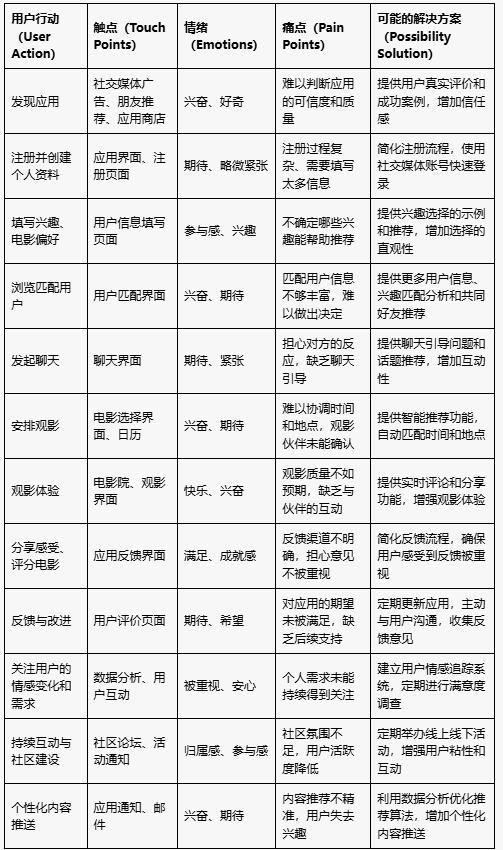 用户行动
（User
Action）
触点（Touch
Points）
情绪
（Emotions）
痛点（Pain
Points）
可能的解决方案
（Possibility
Solution）
发现应用
社交媒体广
告、朋友推
荐、应用商店
兴奋、好奇
难以判断应用
的可信度和质
量
提供用户真实评价和
成功案例，增加信任
感
注册并创建
个人资料
应用界面、注
册页面
期待、略微紧张
注册过程复
杂、需要填写
太多信息
简化注册流程，使用
社交媒体账号快速登
录
填写兴趣、
电影偏好
用户信息填写
页面
参与感、兴趣
不确定哪些兴
趣能帮助推荐
提供兴趣选择的示例
和推荐，增加选择的
直观性
浏览匹配用
户
用户匹配界面
兴奋、期待
匹配用户信息
不够丰富，难
以做出决定
提供更多用户信息、
兴趣匹配分析和共同
好友推荐
发起聊天
聊天界面
期待、紧张
担心对方的反
应，缺乏聊天
引导
提供聊天引导问题和
话题推荐，增加互动
性
安排观影
电影选择界
面、日历
兴奋、期待
难以协调时间
和地点，观影
伙伴未能确认
提供智能推荐功能，
自动匹配时间和地点
观影体验
电影院、观影
界面
快乐、兴奋
观影质量不如
预期，缺乏与
伙伴的互动
提供实时评论和分享
功能，增强观影体验
分享感受、
评分电影
应用反馈界面
满足、成就感
反馈渠道不明
确，担心意见
不被重视
简化反馈流程，确保
用户感受到反馈被重
视
反馈与改进
用户评价页面
期待、希望
对应用的期望
未被满足，缺
乏后续支持
定期更新应用，主动
与用户沟通，收集反
馈意见
关注用户的
情感变化和
需求
数据分析、用
户互动
被重视、安心
个人需求未能
持续得到关注
建立用户情感追踪系
统，定期进行满意度
调查
持续互动与
社区建设
社区论坛、活
动通知
归属感、参与感
社区氛围不
足，用户活跃
度降低
定期举办线上线下活
动，增强用户粘性和
互动
个性化内容
推送
应用通知、邮
件
兴奋、期待
内容推荐不精
准，用户失去
兴趣
利用数据分析优化推
荐算法，增加个性化
内容推送